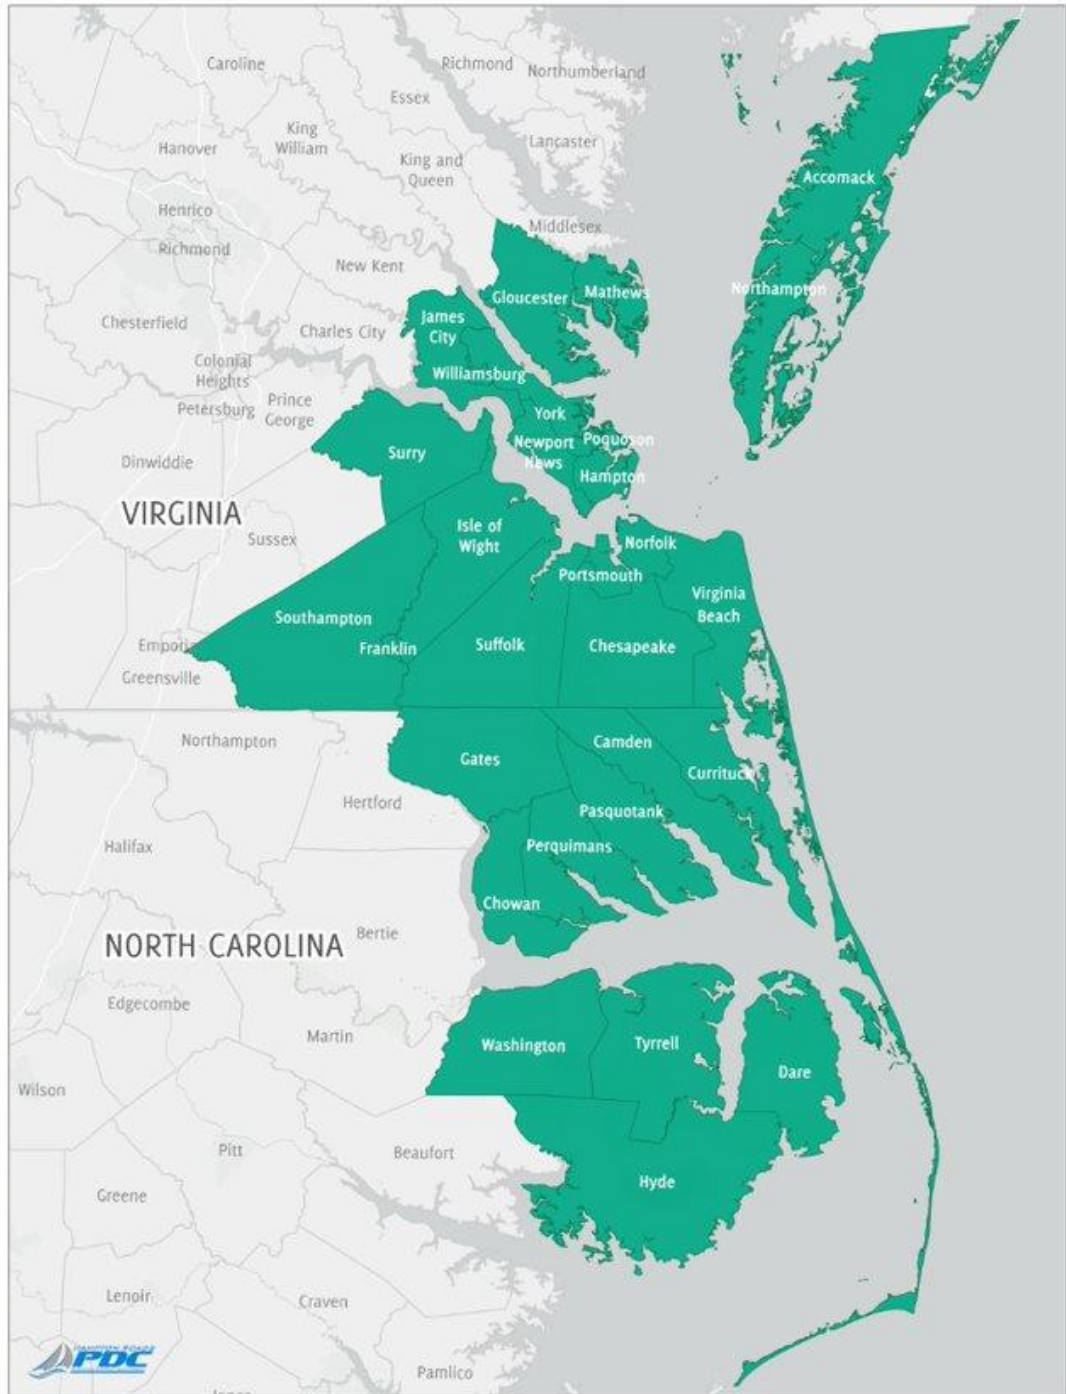 Caroline
Richmond
Northumberland
Essex
King
William
Hanover
Lancaster
King and
Queen
Accomack
Henrico
Middlesex
Richmond
New Kent
Northampton
Gloucester
Mathews
James
City
Chesterfield
Charles City
Colonial
Heights
Williamsburg
Petersburg
Prince
George
York
Poquoson
Newport
News
Dinwiddie
Surry
Hampton
VIRGINIA
Isle of
Wight
Sussex
Norfolk
Portsmouth
Virginia
Beach
Southampton
Franklin
Suffolk
Chesapeake
Emporia
Greensville
Northampton
Camden
Gates
Currituck
Hertford
Pasquotank
Halifax
Perquimans
Chowan
Bertie
NORTH CAROLINA
Edgecombe
Martin
Washington
Tyrrell
Dare
Wilson
Pitt
Beaufort
Hyde
Greene
Lenoir
Craven
HAMPTON ROADS
PDC
Pamlico